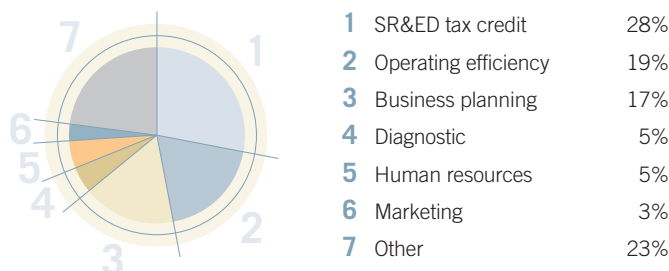 7
1
6
5
4
3
2
1 SR&ED tax credit 28%
2 Operating efficiency 19%
3 Business planning 17%
4 Diagnostic 5%
5 Human resources 5%
6 Marketing 3%
7 Other 23%